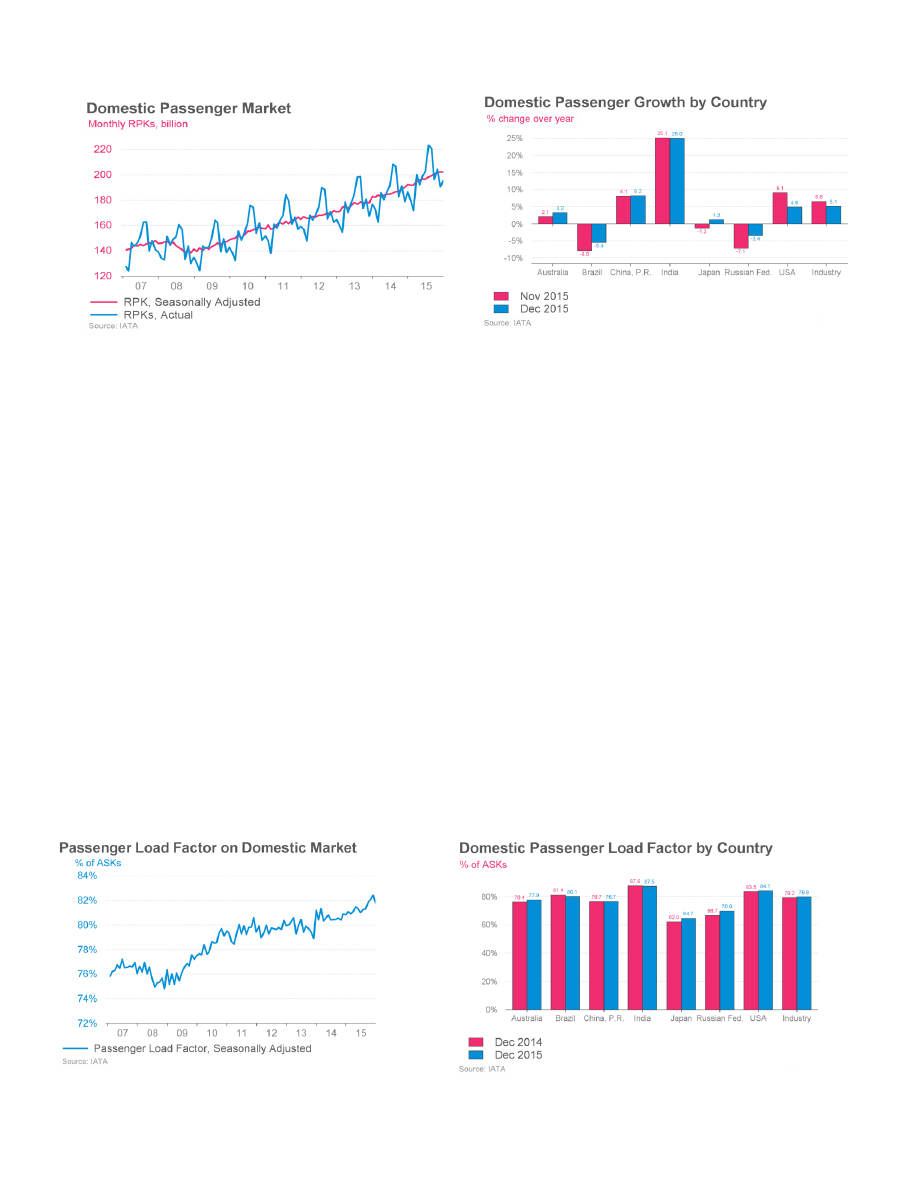 Domestic Passenger Market
Monthly RPKs, billion
220
200
180
160
140
120
07 08 09 10 11 12 13 14 15
RPK, Seasonally Adjusted
RPKs, Actual
Source: IATA
Domestic Passenger Growth by Country
% change over year
25%
20%
15%
10%
5%
0%
-5%
-10%
2.1 3.2 -8.0 -5.4 8.1 8.2 25.1 25.0 -1.2 1.2 -7.1 9.1 4.9 5.1
Australia Brazil China, P.R. India Japan Russian Fed. USA Industry
Nov 2015
Dec 2015
Source: IATA
Passenger Load Factor on Domestic Market
% of ASKs
84%
82%
80%
78%
76%
74%
72%
07 08 09 10 11 12 13 14 15
Passenger Load Factor, Seasonally Adjusted
Source: IATA
Domestic Passenger Load Factor by Country
% of ASKs
80%
60%
40%
20%
0%
76.4 77.9 81.4 80.1 76.7 76.7 87.6 87.5 62.0 64.7 66.7 70.0 83.5 84.1 79.2 79.9
Australia Brazil China, P.R. India Japan Russian Fed. USA Industry
Dec 2014
Dec 2015
Source: IATA